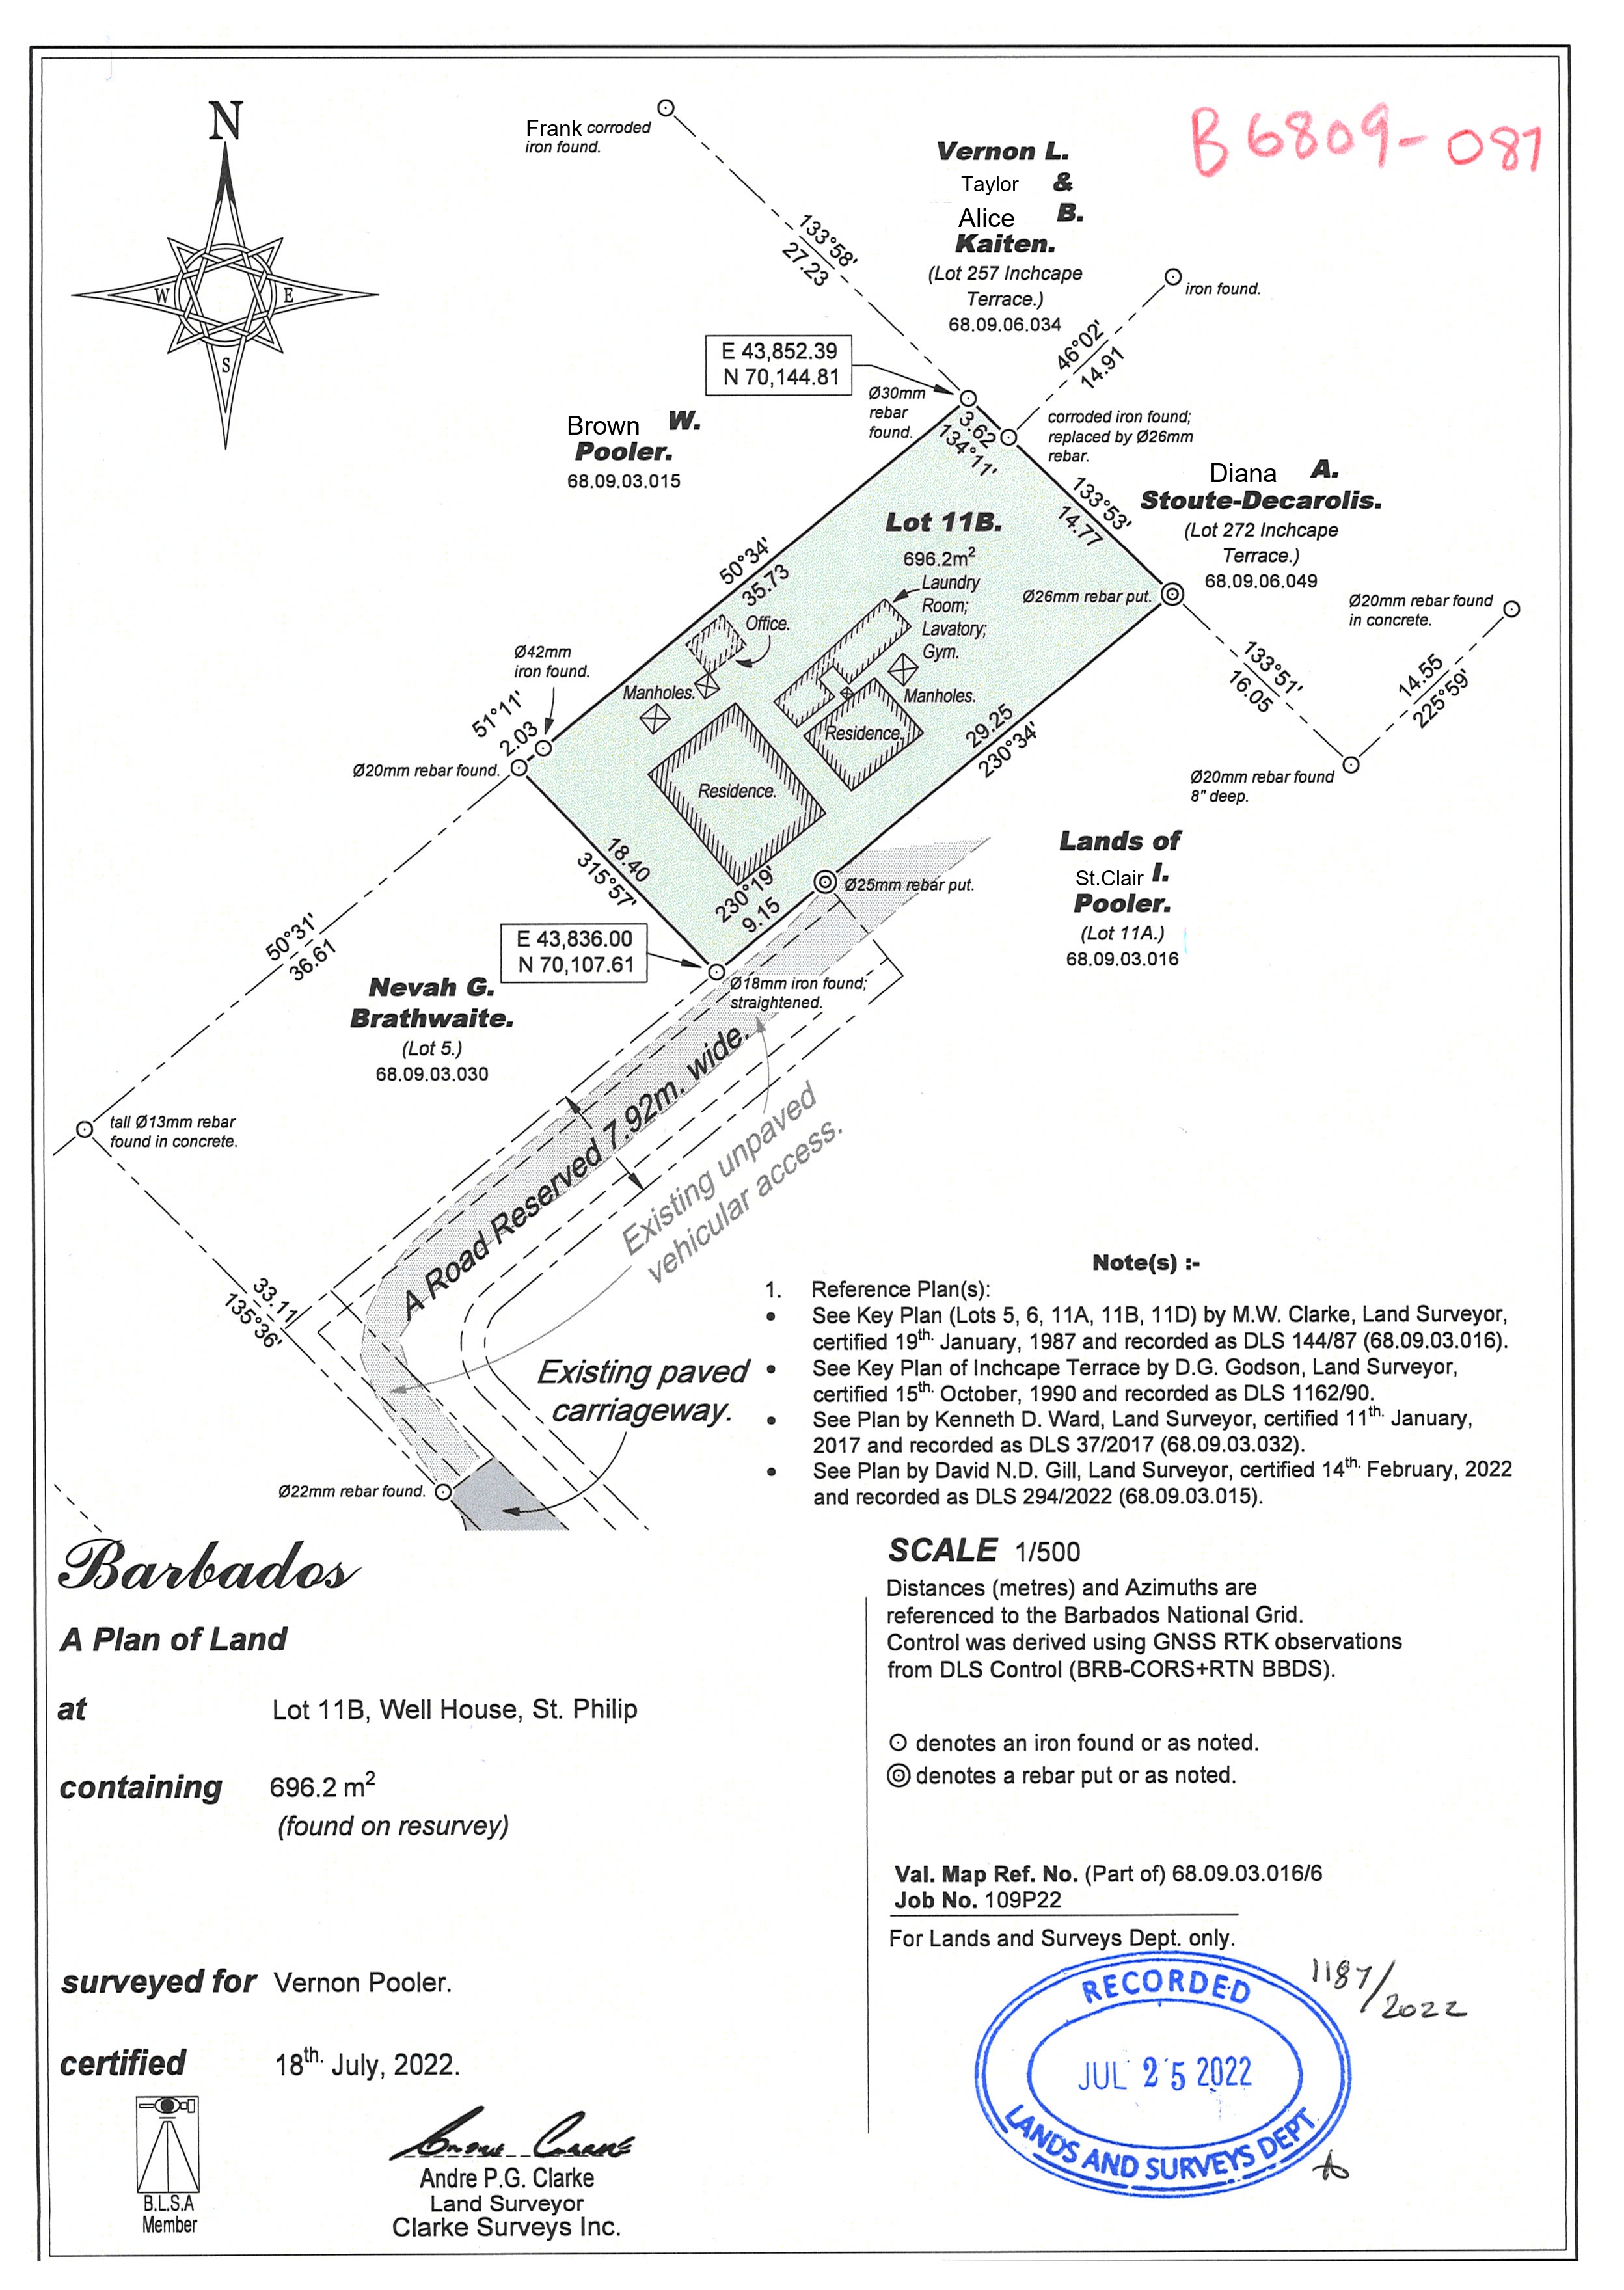 N
W
E
S
B6809-081
Frank corroded
iron found.
133°58'
27.23
Vernon L.
Taylor &
Alice B.
Kaiten.
(Lot 257 Inchcape
Terrace.)
68.09.06.034
iron found.
46°02'
14.91
E 43,852.39
N 70,144.81
Ø30mm
rebar
found.
3.62
134°11'
corroded iron found;
replaced by Ø26mm
rebar.
Brown W.
Pooler.
68.09.03.015
Diana A.
Stoute-Decarolis.
(Lot 272 Inchcape
Terrace.)
68.09.06.049
133°53'
14.77
Lot 11B.
696.2m²
Laundry
Room;
Lavatory;
Gym.
Ø26mm rebar put.
Ø20mm rebar found
in concrete.
50°34'
35.73
Office.
Ø42mm
iron found.
Manholes.
Manholes.
51°11'
2.03
Ø20mm rebar found.
Residence.
Residence.
29.25
230°34'
133°51'
16.05
14.55
225°59'
Ø20mm rebar found
8" deep.
18.40
315°57'
230°19'
9.15
Ø25mm rebar put.
Lands of
St.Clair I.
Pooler.
(Lot 11A.)
68.09.03.016
50°31'
36.61
E 43,836.00
N 70,107.61
Ø18mm iron found;
straightened.
Nevah G.
Brathwaite.
(Lot 5.)
68.09.03.030
tall Ø13mm rebar
found in concrete.
A Road Reserved 7.92m. wide.
Existing unpaved
vehicular access.
33.11
135°36'
Existing paved
carriageway.
Ø22mm rebar found.
Note(s) :-
1. Reference Plan(s):
• See Key Plan (Lots 5, 6, 11A, 11B, 11D) by M.W. Clarke, Land Surveyor,
certified 19th. January, 1987 and recorded as DLS 144/87 (68.09.03.016).
• See Key Plan of Inchcape Terrace by D.G. Godson, Land Surveyor,
certified 15th. October, 1990 and recorded as DLS 1162/90.
• See Plan by Kenneth D. Ward, Land Surveyor, certified 11th. January,
2017 and recorded as DLS 37/2017 (68.09.03.032).
• See Plan by David N.D. Gill, Land Surveyor, certified 14th. February, 2022
and recorded as DLS 294/2022 (68.09.03.015).
Barbados
A Plan of Land
at Lot 11B, Well House, St. Philip
containing 696.2 m²
(found on resurvey)
surveyed for Vernon Pooler.
certified 18th. July, 2022.
B.L.S.A
Member
Andre P.G. Clarke
Land Surveyor
Clarke Surveys Inc.
SCALE 1/500
Distances (metres) and Azimuths are
referenced to the Barbados National Grid.
Control was derived using GNSS RTK observations
from DLS Control (BRB-CORS+RTN BBDS).
denotes an iron found or as noted.
denotes a rebar put or as noted.
Val. Map Ref. No. (Part of) 68.09.03.016/6
Job No. 109P22
For Lands and Surveys Dept. only.
1187/2022
RECORDED
JUL 25 2022
LANDS AND SURVEYS DEPT.